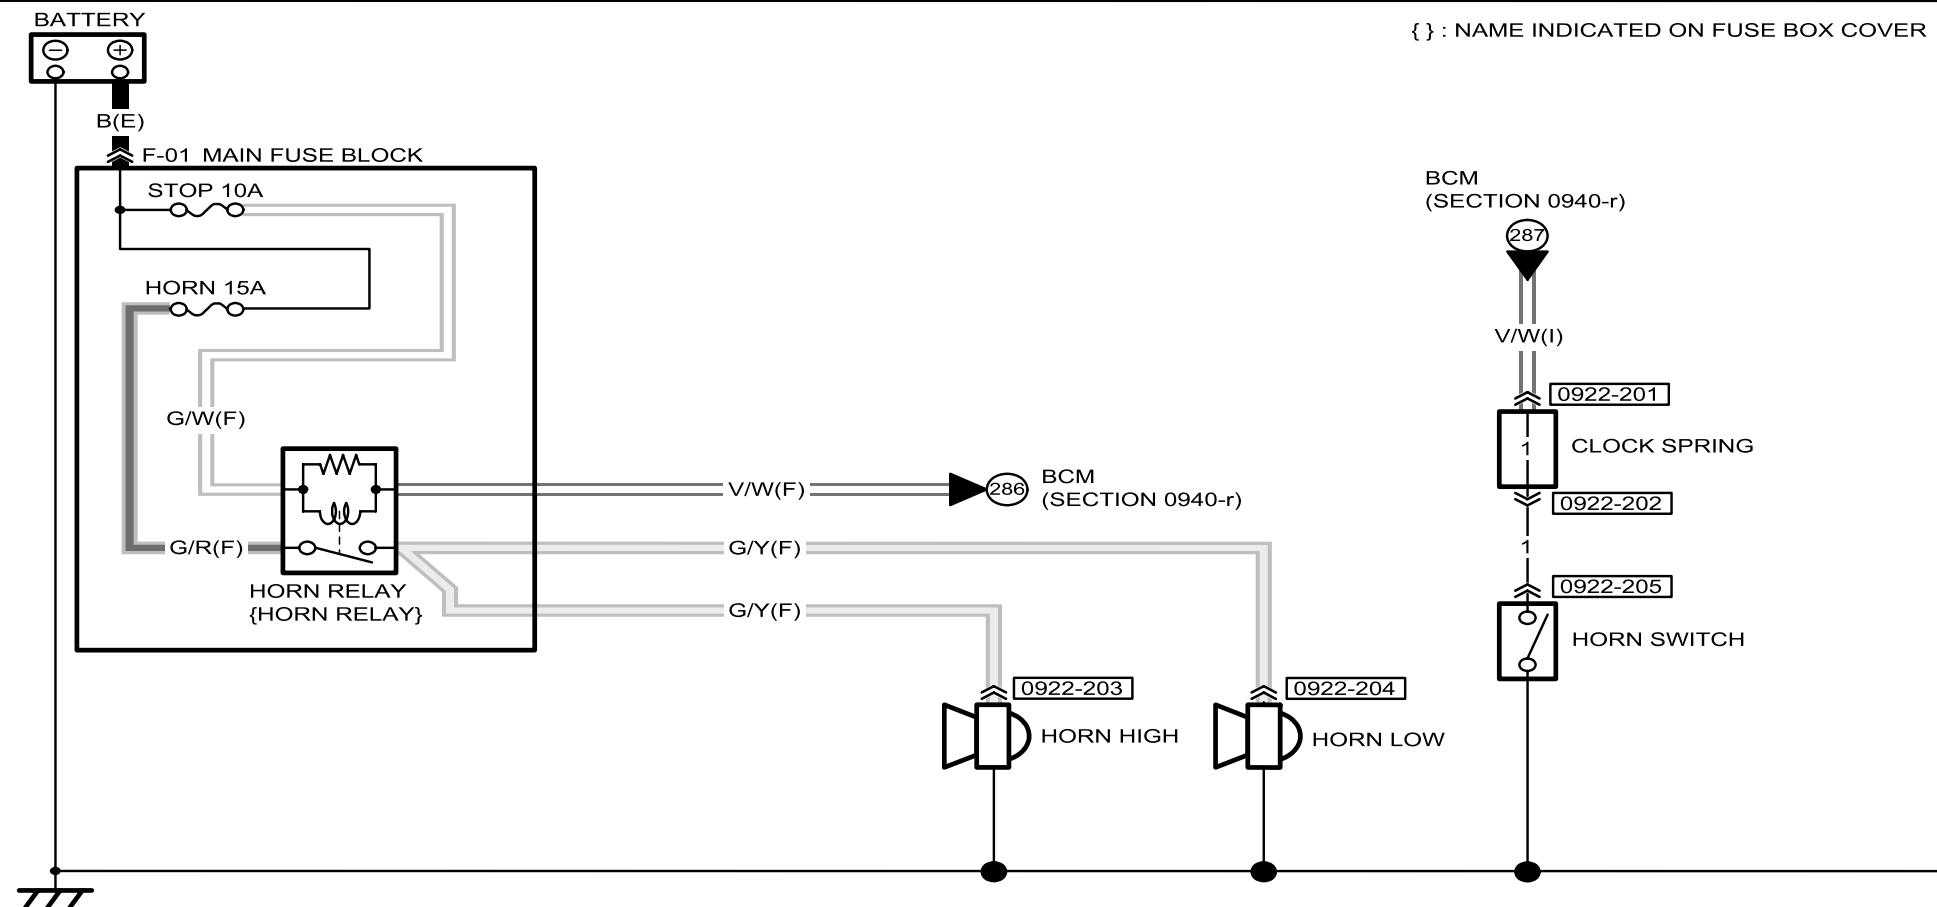 BATTERY
{ } : NAME INDICATED ON FUSE BOX COVER
− +
B(E)
F-01 MAIN FUSE BLOCK
STOP 10A
HORN 15A
G/W(F)
G/R(F)
HORN RELAY
{HORN RELAY}
V/W(F)
286
BCM
(SECTION 0940-r)
G/Y(F)
G/Y(F)
0922-203
HORN HIGH
0922-204
HORN LOW
BCM
(SECTION 0940-r)
287
V/W(I)
0922-201
1
CLOCK SPRING
0922-202
1
0922-205
HORN SWITCH